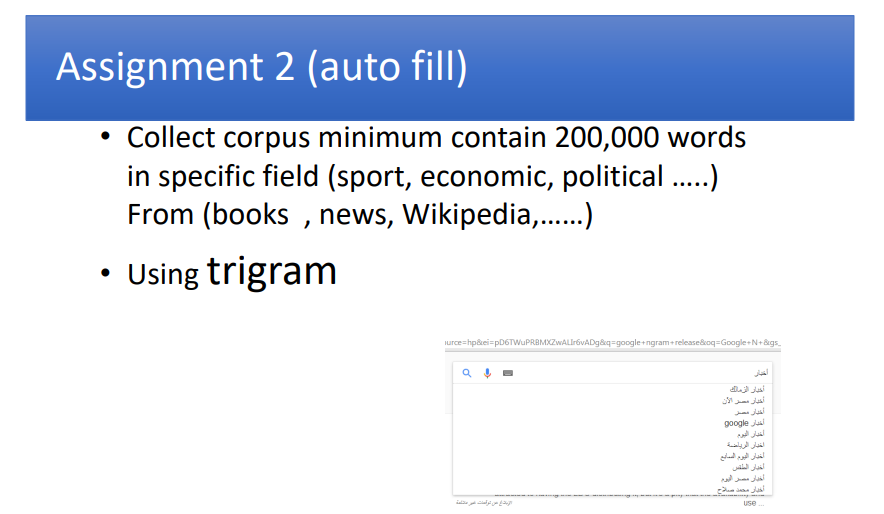 Assignment 2 (auto fill)
• Collect corpus minimum contain 200,000 words
in specific field (sport, economic, political …..)
From (books , news, Wikipedia,……)
• Using trigram
urce=hp&ei=pD6TWuPRBMXZwALIr6vADg&q=google+ngram+release&oq=Google+N+&gs_
أخبار
أخبار الزمالك
أخبار مصر الآن
أخبار مصر
أخبار google
أخبار اليوم
أخبار الرياضة
أخبار اليوم السابع
أخبار الطقس
أخبار مصر اليوم
أخبار محمد صلاح
use ...